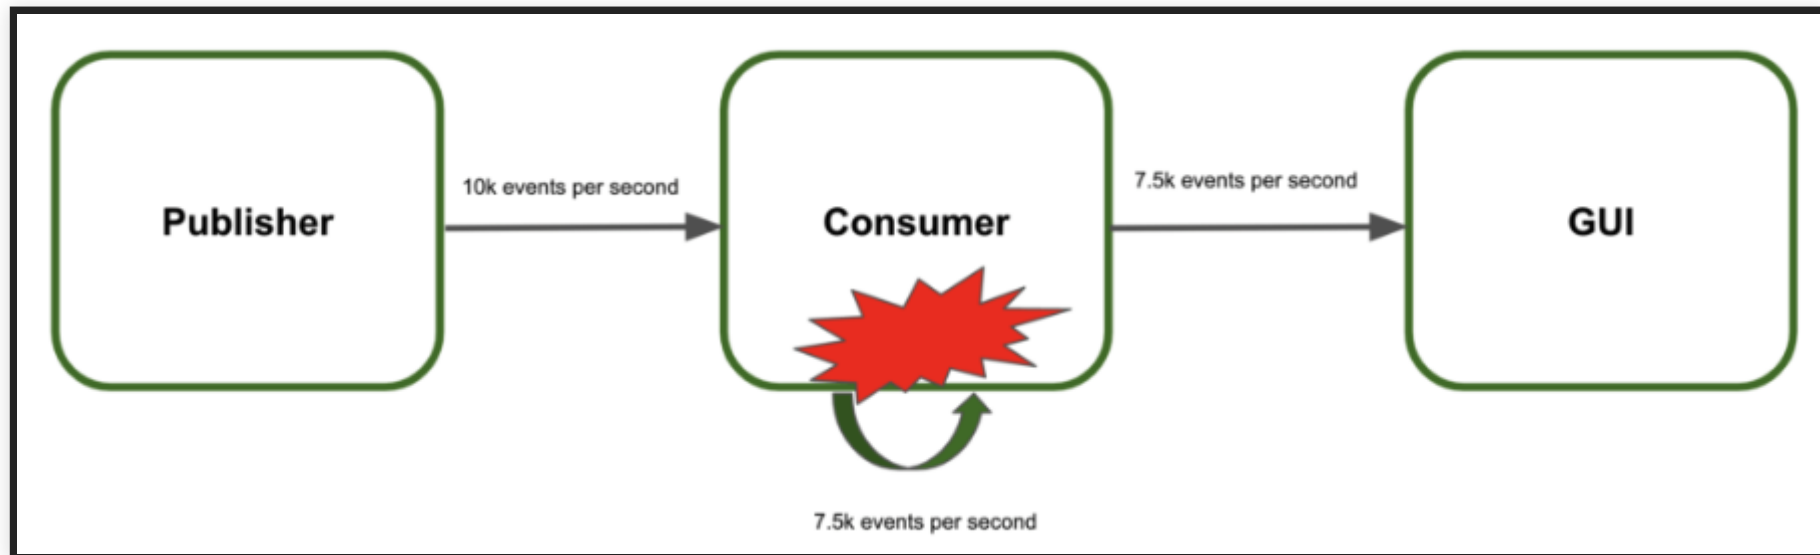 Publisher
10k events per second
Consumer
7.5k events per second
GUI
7.5k events per second